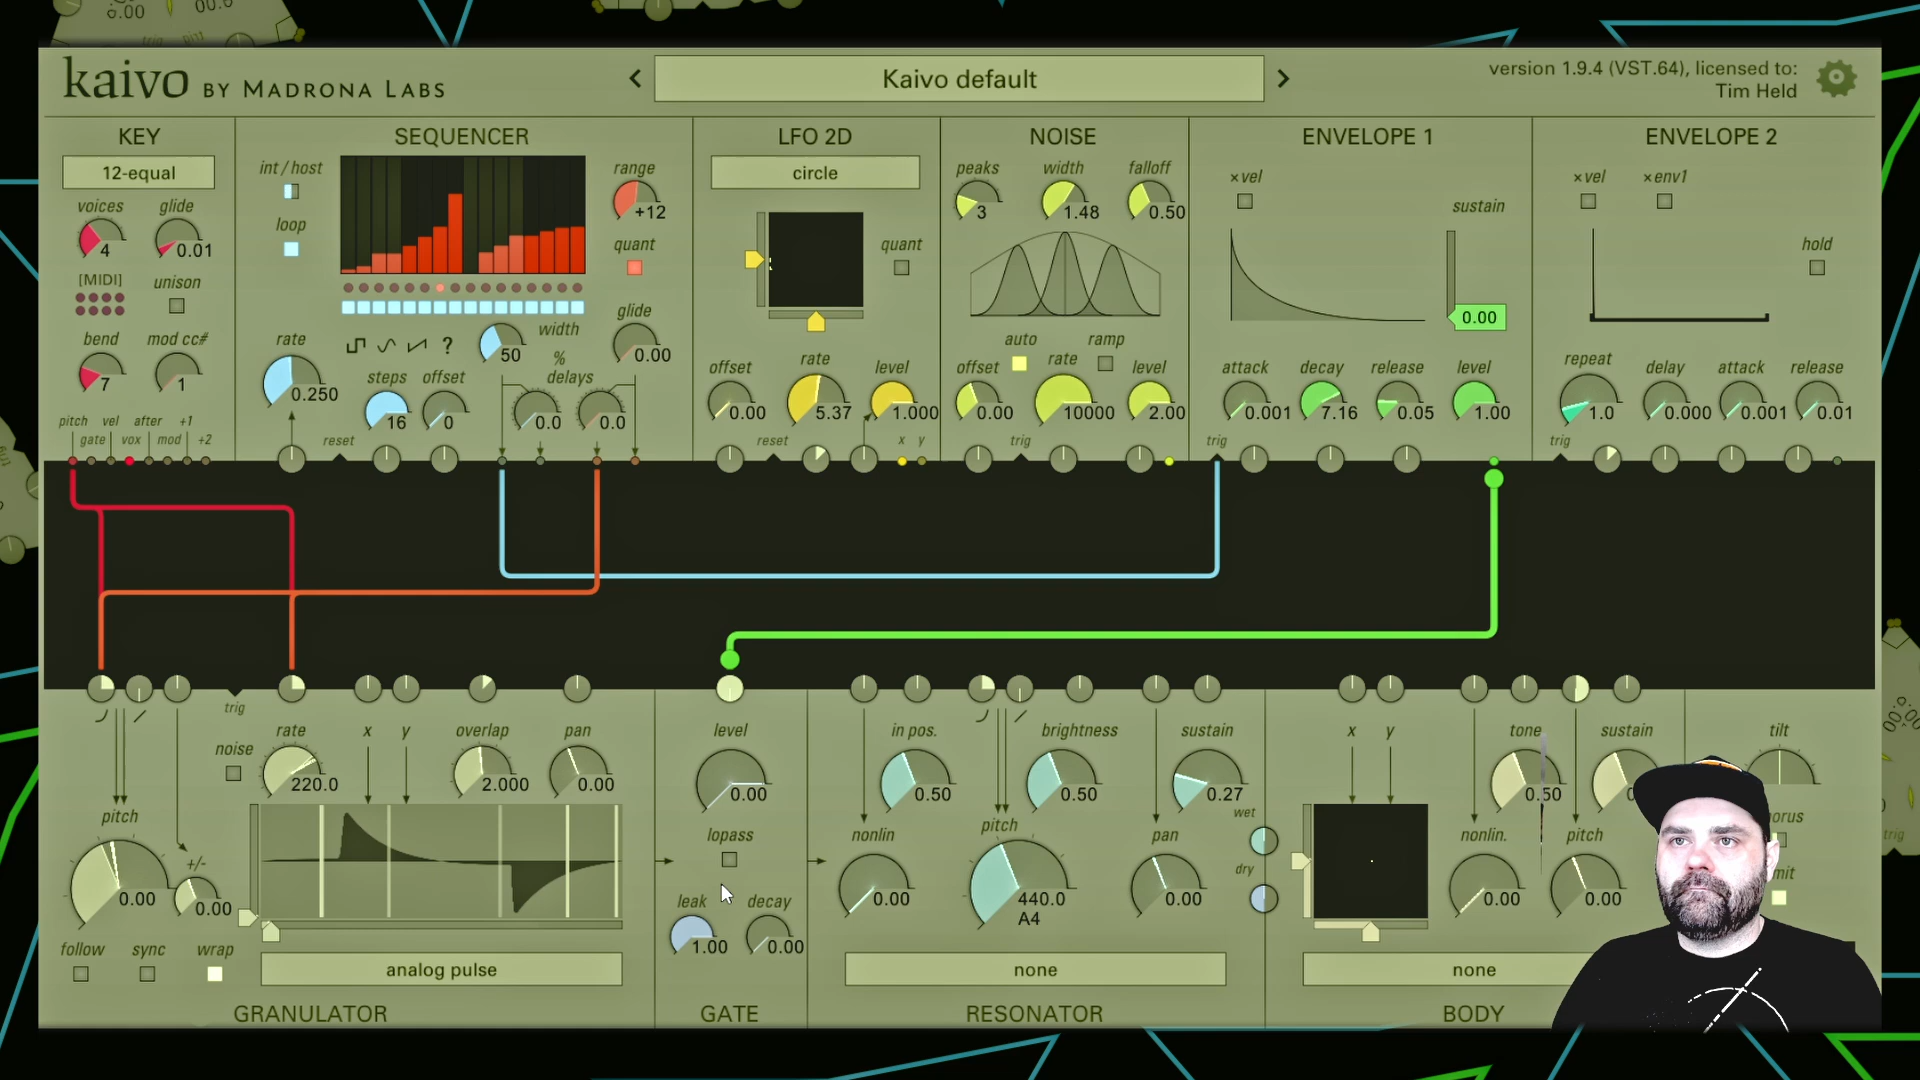 kaivo BY MADRONA LABS
Kaivo default
version 1.9.4 (VST.64), licensed to:
Tim Held
KEY
12-equal
voices glide
4 0.01
[MIDI] unison
bend mod cc#
7 1
pitch vel after +1
gate vox mod +2
SEQUENCER
int / host
loop
range
+12
quant
glide
0.00
rate
0.250
? width
50 %
steps offset delays
16 0 0.0 0.0
reset
LFO 2D
circle
quant
offset rate level
0.00 5.37 1.000
reset x y
NOISE
peaks width falloff
3 1.48 0.50
auto ramp
offset rate level
0.00 10000 2.00
trig
ENVELOPE 1
×vel
sustain
0.00
attack decay release level
0.001 7.16 0.05 1.00
trig
ENVELOPE 2
×vel ×env1
hold
repeat delay attack release
1.0 0.000 0.001 0.01
trig
trig
noise
rate x y overlap pan
220.0 2.000 0.00
pitch
0.00
+/-
0.00
follow sync wrap
analog pulse
GRANULATOR
level
0.00
lopass
leak decay
1.00 0.00
GATE
in pos. brightness sustain
0.50 0.50 0.27
nonlin pitch pan
0.00 440.0 0.00
A4
none
RESONATOR
wet
dry
x y tone sustain
0.50
nonlin. pitch
0.00 0.00
none
BODY
tilt